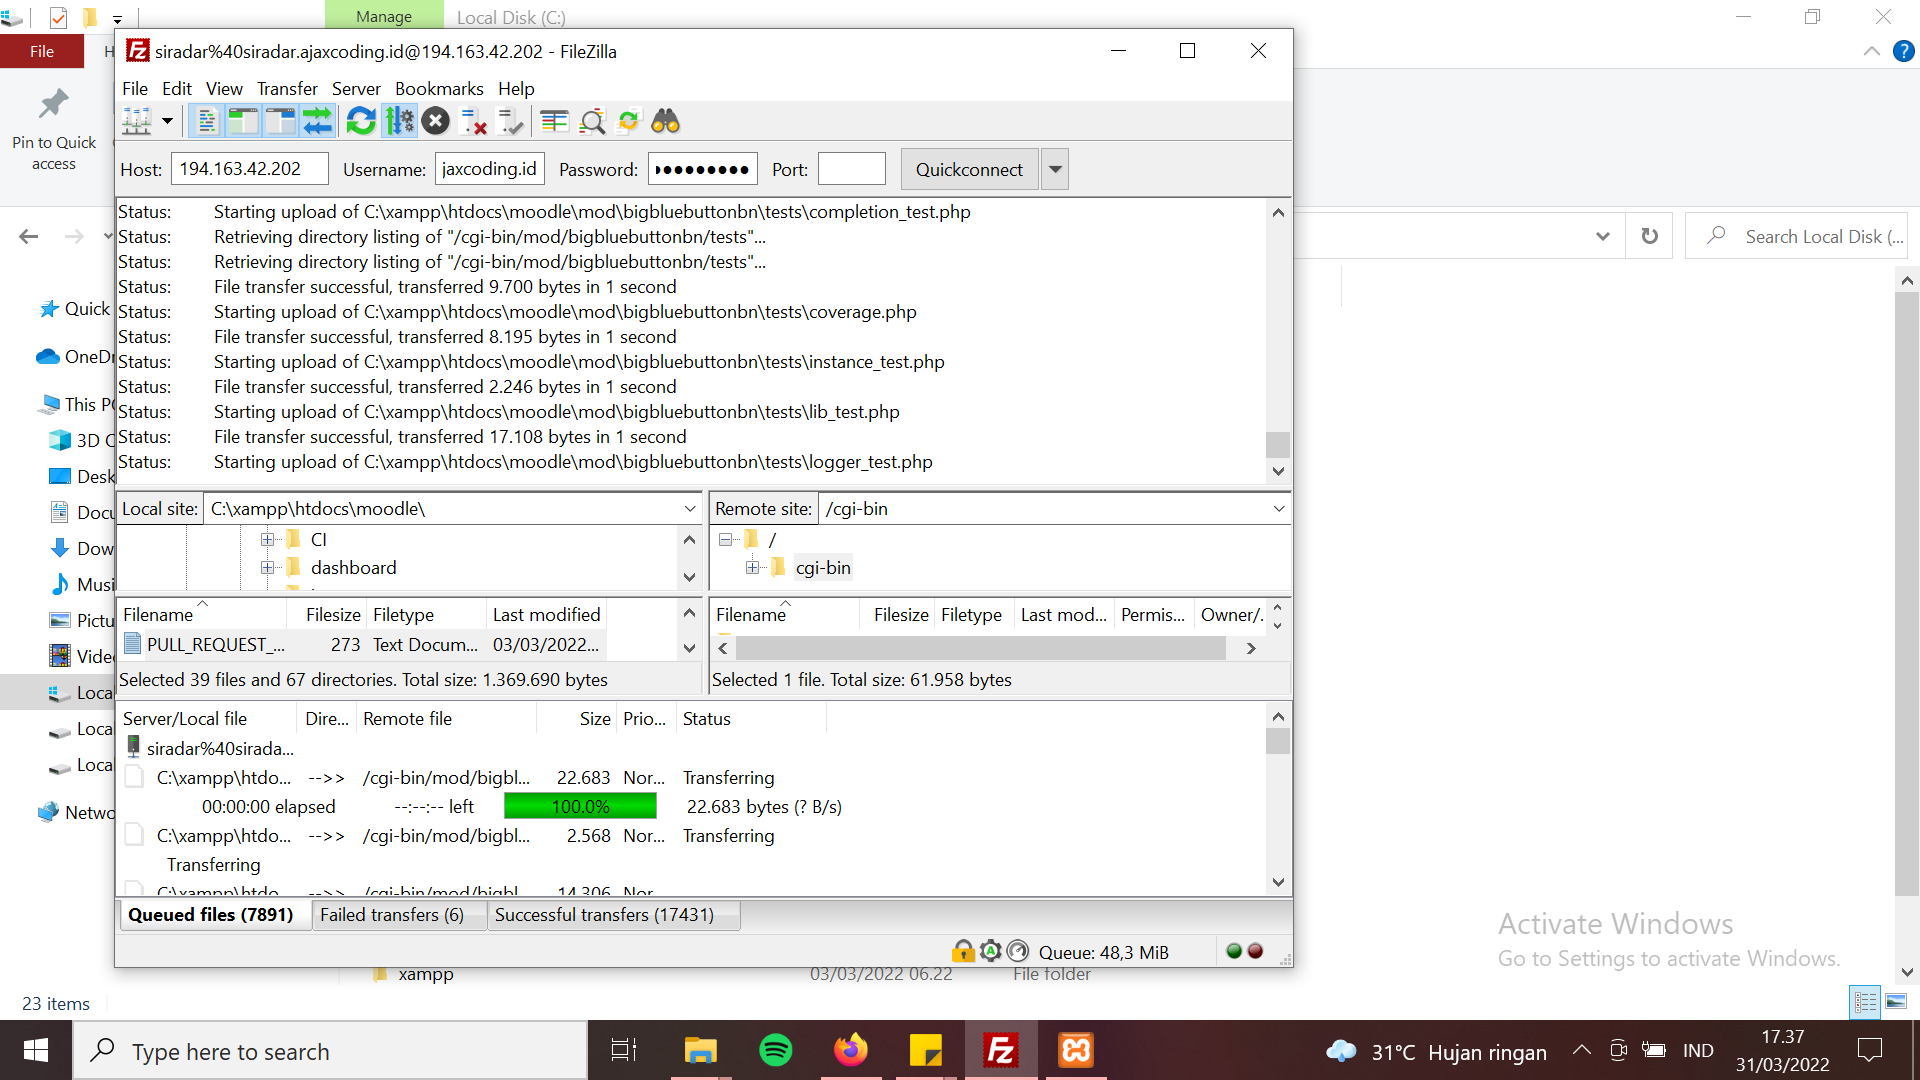 Manage
Local Disk (C:)
File
H
siradar%40siradar.ajaxcoding.id@194.163.42.202 - FileZilla
File Edit View Transfer Server Bookmarks Help
Pin to Quick
access
Host: 194.163.42.202 Username: jaxcoding.id Password: ●●●●●●●●● Port: Quickconnect
Status: Starting upload of C:\xampp\htdocs\moodle\mod\bigbluebuttonbn\tests\completion_test.php
Status: Retrieving directory listing of "/cgi-bin/mod/bigbluebuttonbn/tests"...
Status: Retrieving directory listing of "/cgi-bin/mod/bigbluebuttonbn/tests"...
Status: File transfer successful, transferred 9.700 bytes in 1 second
Status: Starting upload of C:\xampp\htdocs\moodle\mod\bigbluebuttonbn\tests\coverage.php
Status: File transfer successful, transferred 8.195 bytes in 1 second
Status: Starting upload of C:\xampp\htdocs\moodle\mod\bigbluebuttonbn\tests\instance_test.php
Status: File transfer successful, transferred 2.246 bytes in 1 second
Status: Starting upload of C:\xampp\htdocs\moodle\mod\bigbluebuttonbn\tests\lib_test.php
Status: File transfer successful, transferred 17.108 bytes in 1 second
Status: Starting upload of C:\xampp\htdocs\moodle\mod\bigbluebuttonbn\tests\logger_test.php
Search Local Disk (...
Quick
OneDr
This P
3D
Desk
Docu
Dow
Musi
Pictu
Vide
Loca
Loca
Loca
Netwo
Local site: C:\xampp\htdocs\moodle\
CI
dashboard
Remote site: /cgi-bin
/
cgi-bin
Filename Filesize Filetype Last modified
PULL_REQUEST_... 273 Text Docum... 03/03/2022...
Selected 39 files and 67 directories. Total size: 1.369.690 bytes
Filename Filesize Filetype Last mod... Permis... Owner/.
Selected 1 file. Total size: 61.958 bytes
Server/Local file Dire... Remote file Size Prio... Status
siradar%40sirada...
C:\xampp\htdo... -->> /cgi-bin/mod/bigbl... 22.683 Nor... Transferring
00:00:00 elapsed --:--:-- left 100.0% 22.683 bytes (? B/s)
C:\xampp\htdo... -->> /cgi-bin/mod/bigbl... 2.568 Nor... Transferring
Transferring
C:\xampp\htdo... -->> /cgi-bin/mod/bigbl... 14.306 Nor...
Queued files (7891) Failed transfers (6) Successful transfers (17431)
Queue: 48,3 MiB
xampp 03/03/2022 06.22 File folder
Activate Windows
Go to Settings to activate Windows.
23 items
Type here to search
31°C Hujan ringan
IND
17.37
31/03/2022